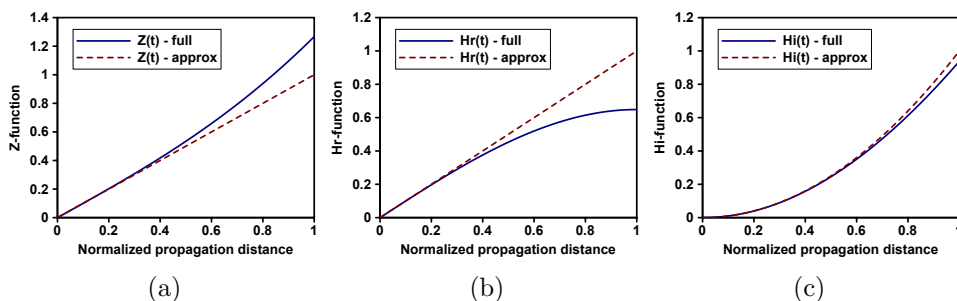 1.4
1.2
1
0.8
0.6
0.4
0.2
0
Z-function
Z(t) - full
Z(t) - approx
0 0.2 0.4 0.6 0.8 1
Normalized propagation distance
(a)
1.2
1
0.8
0.6
0.4
0.2
0
Hr-function
Hr(t) - full
Hr(t) - approx
0 0.2 0.4 0.6 0.8 1
Normalized propagation distance
(b)
1.2
1
0.8
0.6
0.4
0.2
0
Hi-function
Hi(t) - full
Hi(t) - approx
0 0.2 0.4 0.6 0.8 1
Normalized propagation distance
(c)